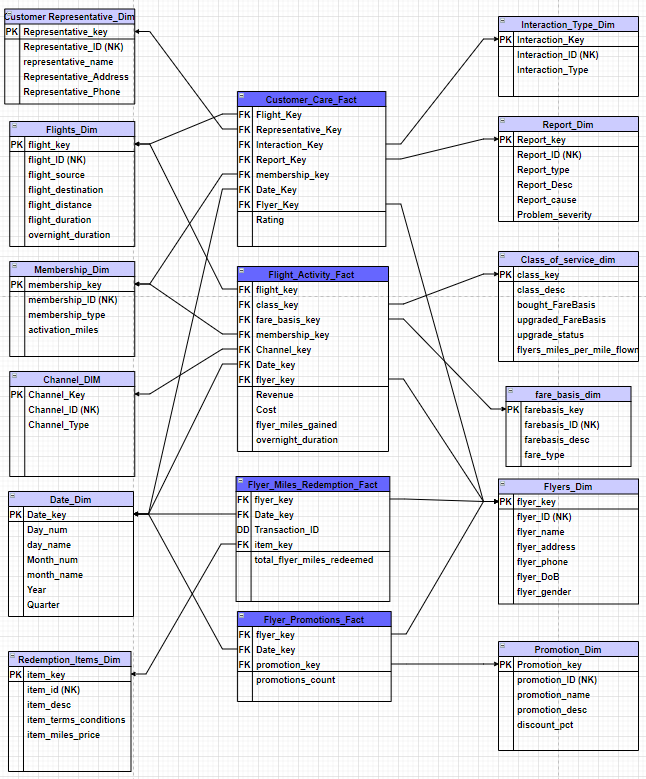 Customer Representative_Dim
PK Representative_key
Representative_ID (NK)
representative_name
Representative_Address
Representative_Phone
Flights_Dim
PK flight_key
flight_ID (NK)
flight_source
flight_destination
flight_distance
flight_duration
overnight_duration
Membership_Dim
PK membership_key
membership_ID (NK)
membership_type
activation_miles
Channel_DIM
PK Channel_Key
Channel_ID (NK)
Channel_Type
Date_Dim
PK Date_key
Day_num
day_name
Month_num
month_name
Year
Quarter
Redemption_Items_Dim
PK item_key
item_id (NK)
item_desc
item_terms_conditions
item_miles_price
Customer_Care_Fact
FK Flight_Key
FK Representative_Key
FK Interaction_Key
FK Report_Key
FK membership_key
FK Date_Key
FK Flyer_Key
Rating
Flight_Activity_Fact
FK flight_key
FK class_key
FK fare_basis_key
FK membership_key
FK Channel_key
FK Date_key
FK flyer_key
Revenue
Cost
flyer_miles_gained
overnight_duration
Flyer_Miles_Redemption_Fact
FK flyer_key
FK Date_key
DD Transaction_ID
FK item_key
total_flyer_miles_redeemed
Flyer_Promotions_Fact
FK flyer_key
FK Date_key
FK promotion_key
promotions_count
Interaction_Type_Dim
PK Interaction_Key
Interaction_ID (NK)
Interaction_Type
Report_Dim
PK Report_key
Report_ID (NK)
Report_type
Report_Desc
Report_cause
Problem_severity
Class_of_service_dim
PK class_key
class_desc
bought_FareBasis
upgraded_FareBasis
upgrade_status
flyers_miles_per_mile_flown
fare_basis_dim
PK farebasis_key
farebasis_ID (NK)
farebasis_desc
fare_type
Flyers_Dim
PK flyer_key
flyer_ID (NK)
flyer_name
flyer_address
flyer_phone
flyer_DoB
flyer_gender
Promotion_Dim
PK Promotion_key
promotion_ID (NK)
promotion_name
promotion_desc
discount_pct